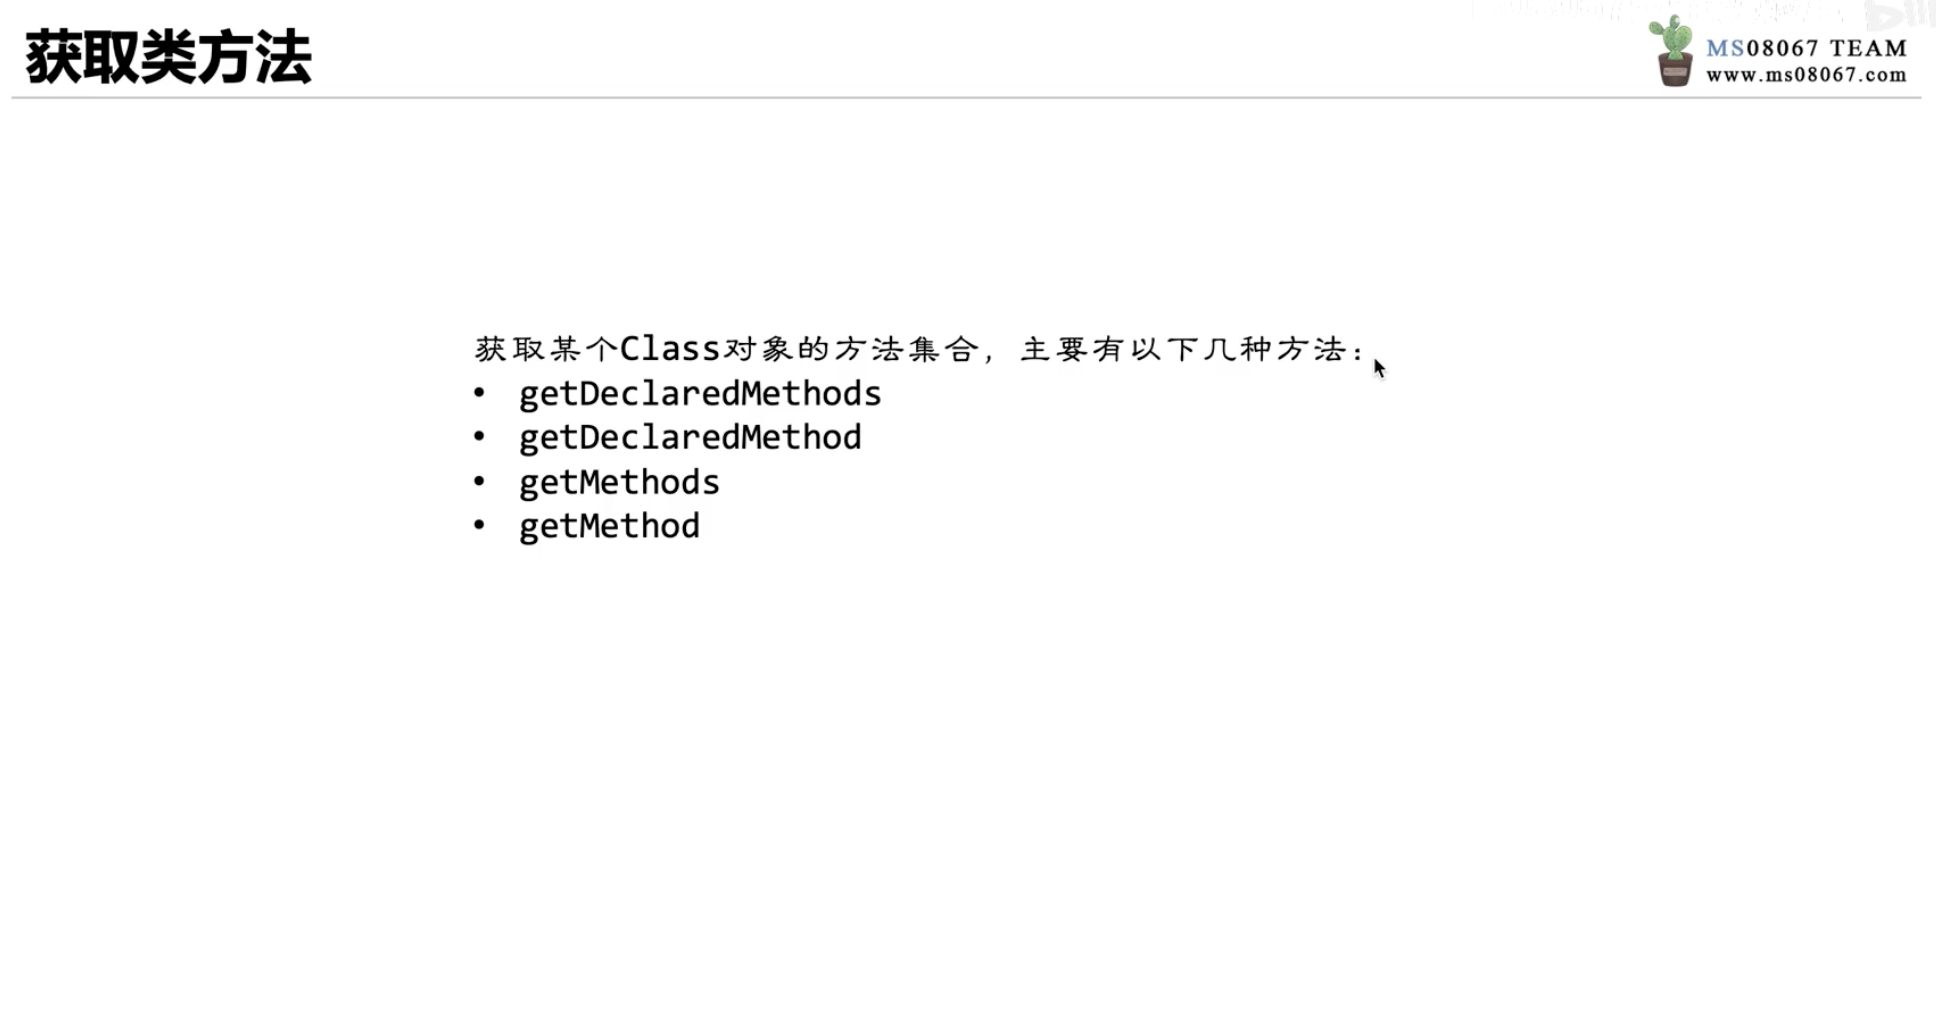 获取类方法
MS08067 TEAM
www.ms08067.com
获取某个Class对象的方法集合，主要有以下几种方法：
• getDeclaredMethods
• getDeclaredMethod
• getMethods
• getMethod